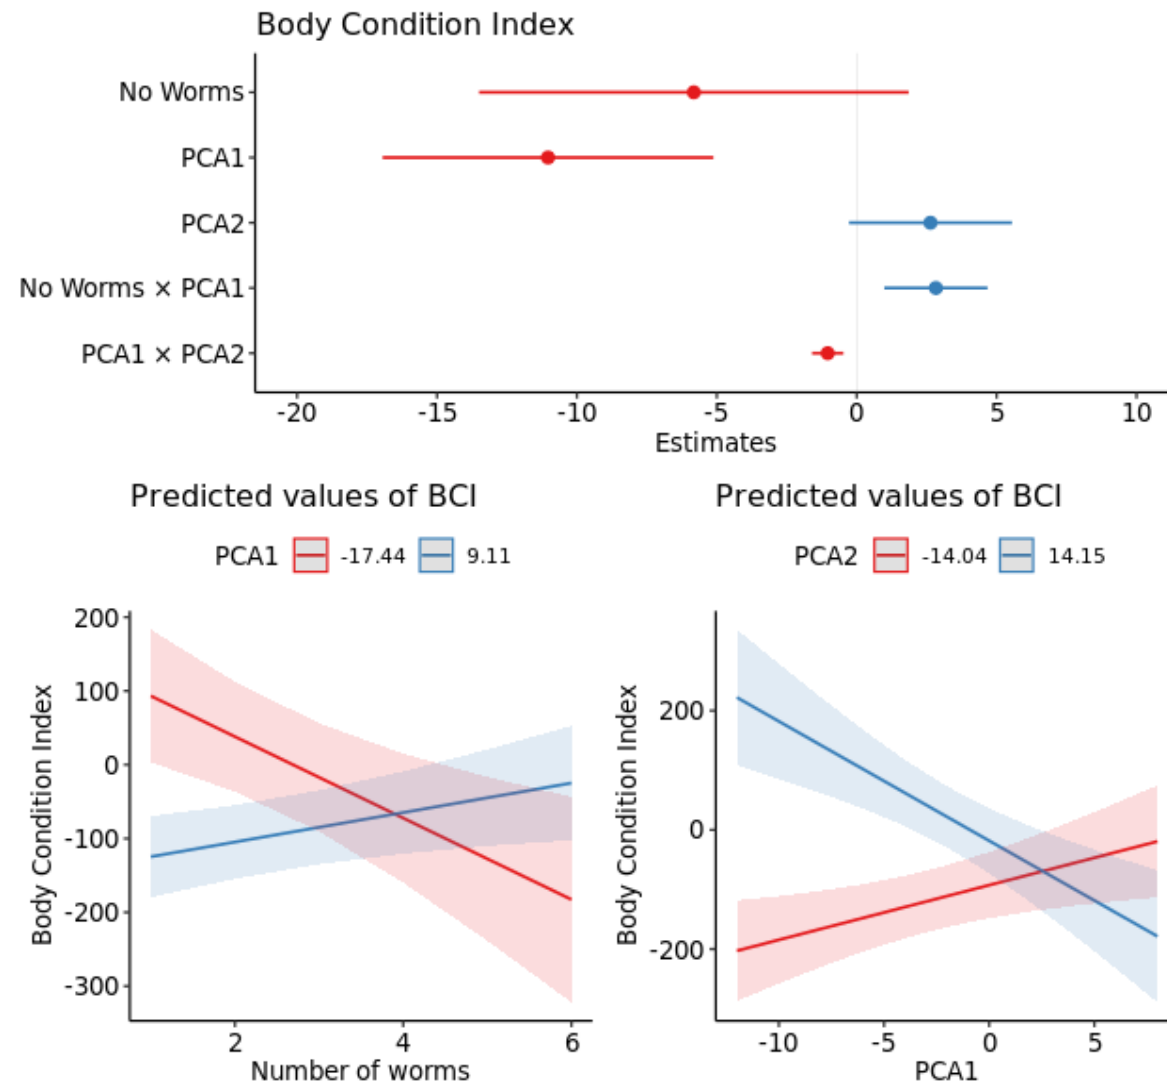 Body Condition Index
No Worms
PCA1
PCA2
No Worms × PCA1
PCA1 × PCA2
-20 -15 -10 -5 0 5 10
Estimates
Predicted values of BCI
PCA1 -17.44 9.11
200
100
0
-100
-200
-300
Body Condition Index
2 4 6
Number of worms
Predicted values of BCI
PCA2 -14.04 14.15
200
0
-200
Body Condition Index
-10 -5 0 5
PCA1